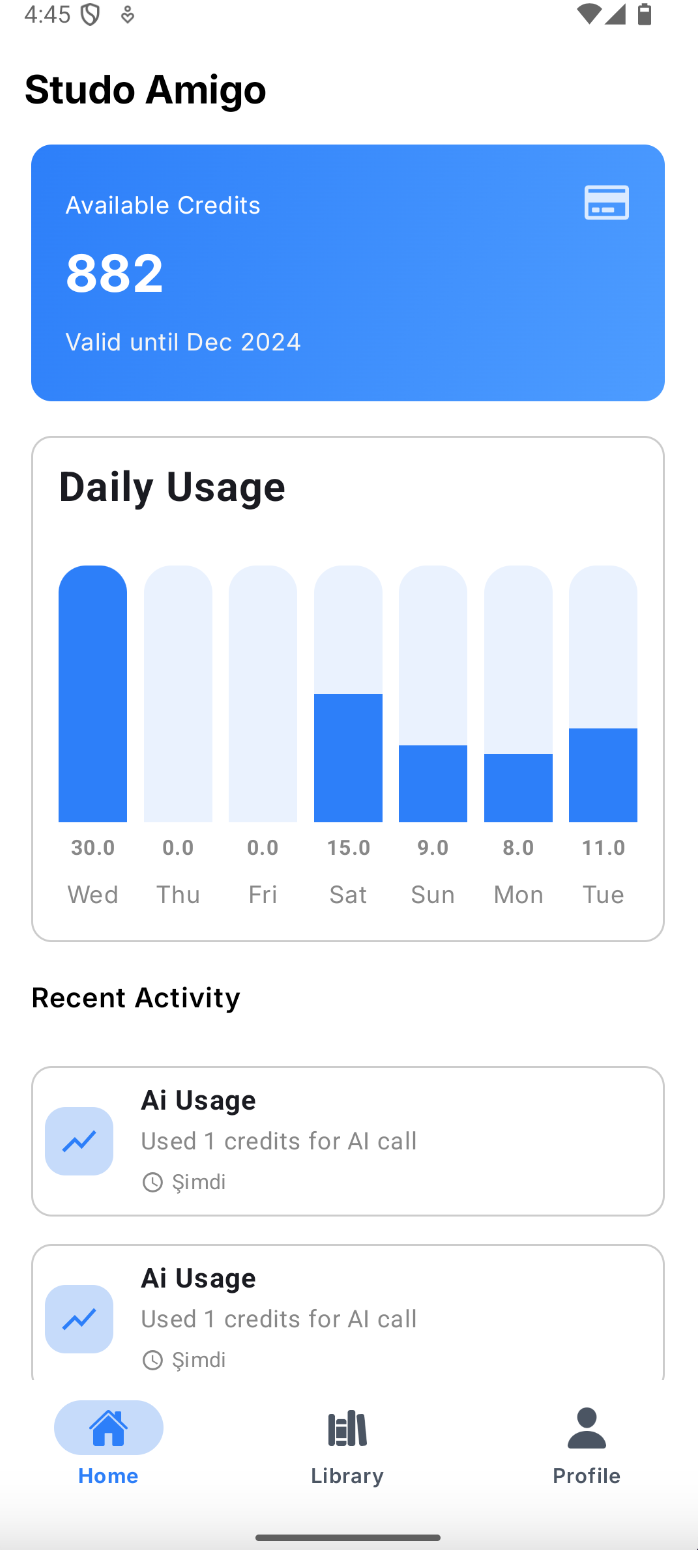 4:45
Studo Amigo
Available Credits
882
Valid until Dec 2024
Daily Usage
30.0 0.0 0.0 15.0 9.0 8.0 11.0
Wed Thu Fri Sat Sun Mon Tue
Recent Activity
Ai Usage
Used 1 credits for AI call
Şimdi
Ai Usage
Used 1 credits for AI call
Şimdi
Home Library Profile